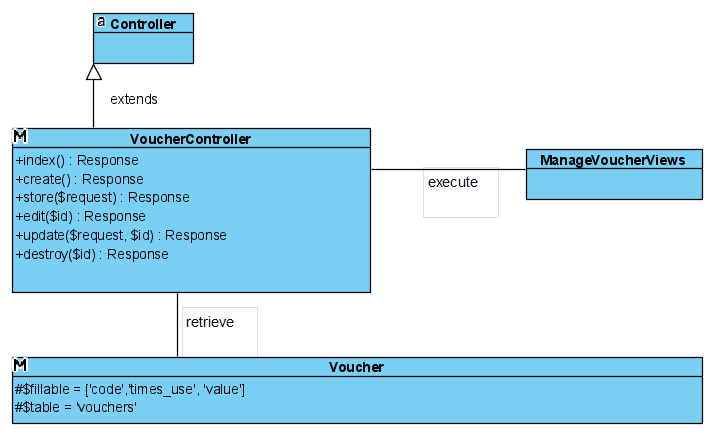 a Controller
extends
M
VoucherController
+index() : Response
+create() : Response
+store($request) : Response
+edit($id) : Response
+update($request, $id) : Response
+destroy($id) : Response
ManageVoucherViews
execute
retrieve
M
Voucher
#$fillable = ['code','times_use', 'value']
#$table = 'vouchers'